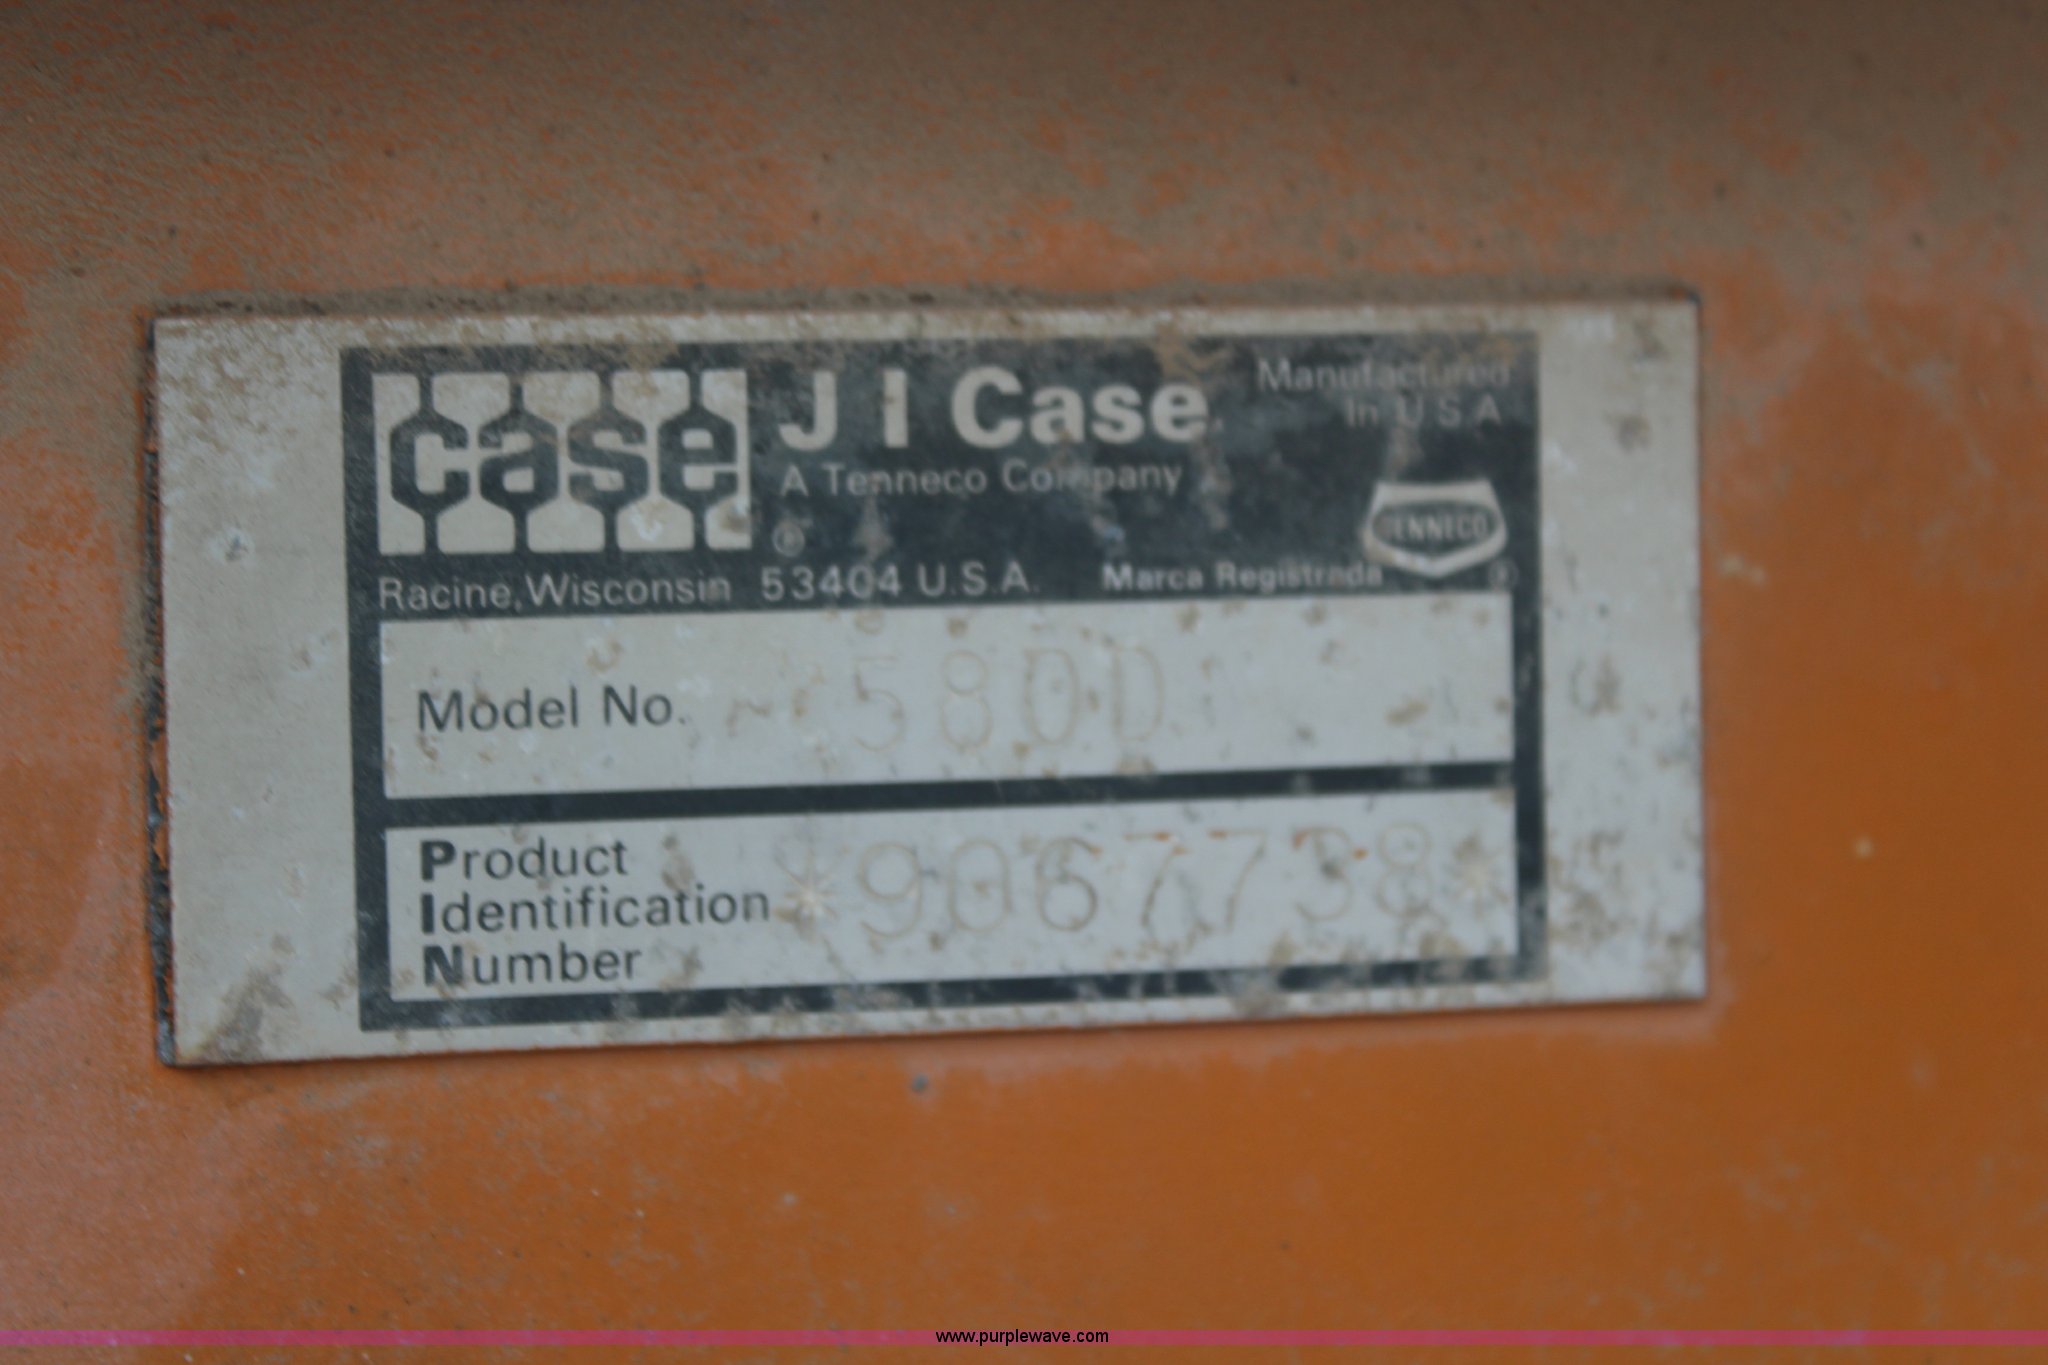 case
J I Case
Manufactured
in U.S.A
A Tenneco Company
TENNECO
®
Racine, Wisconsin 53404 U.S.A. Marca Registrada ®
Model No. 580D
Product
Identification *9067738*
Number
www.purplewave.com